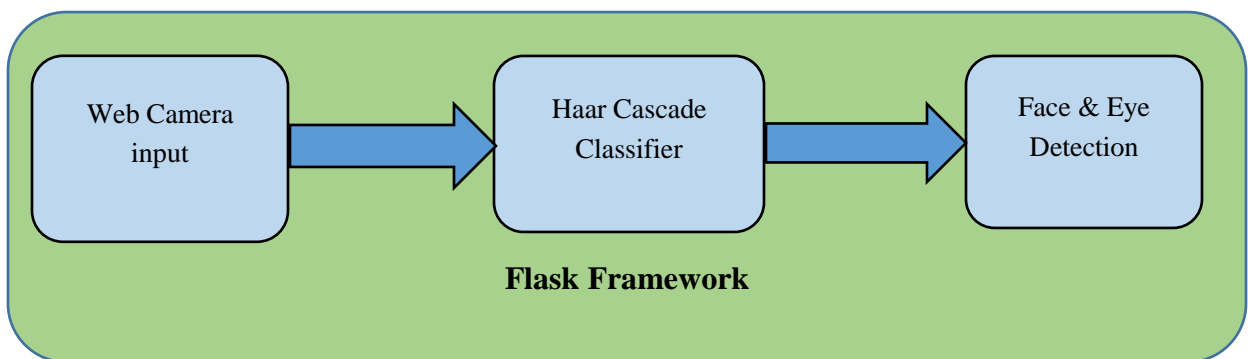 Web Camera
input
Haar Cascade
Classifier
Face & Eye
Detection
Flask Framework